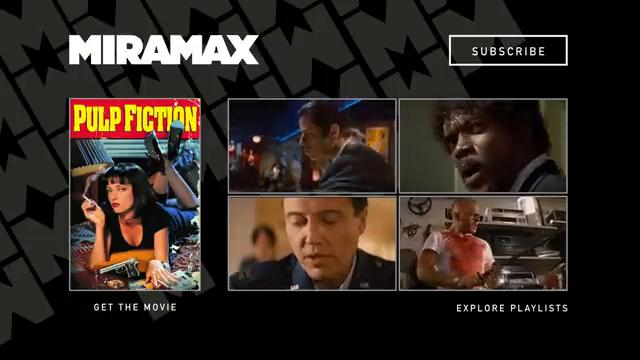 MIRAMAX
SUBSCRIBE
PULP FICTION
GET THE MOVIE
EXPLORE PLAYLISTS